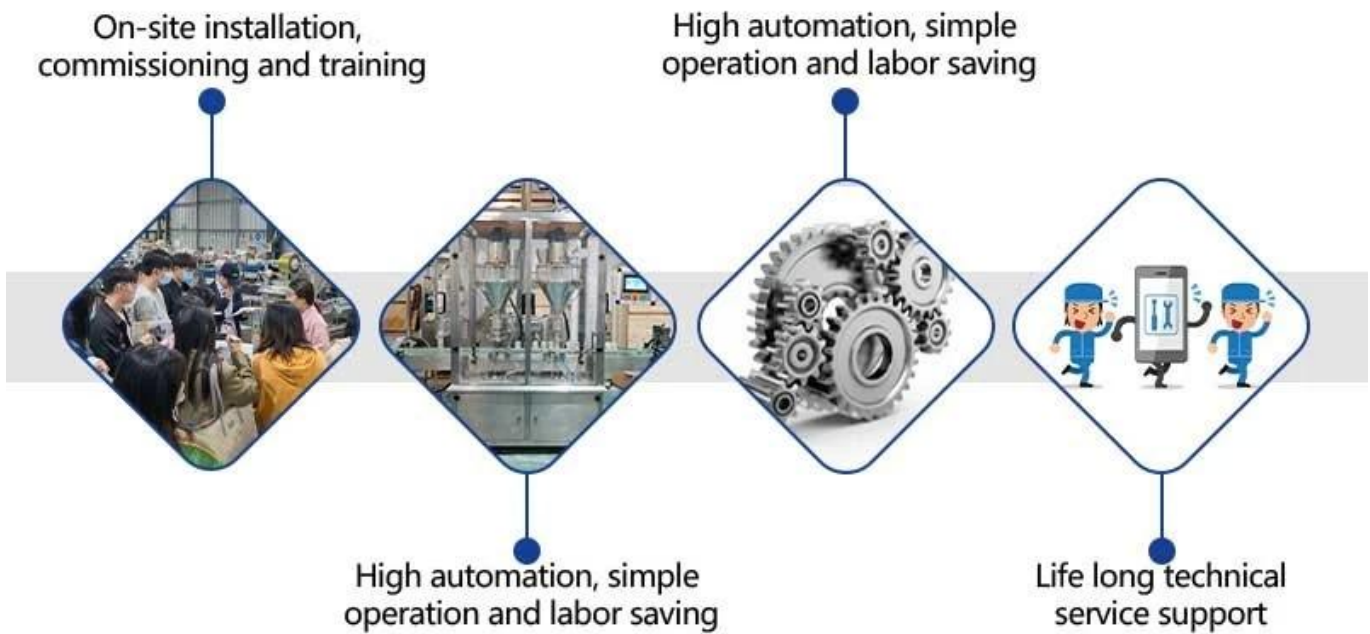 On-site installation,
commissioning and training
High automation, simple
operation and labor saving
High automation, simple
operation and labor saving
Life long technical
service support